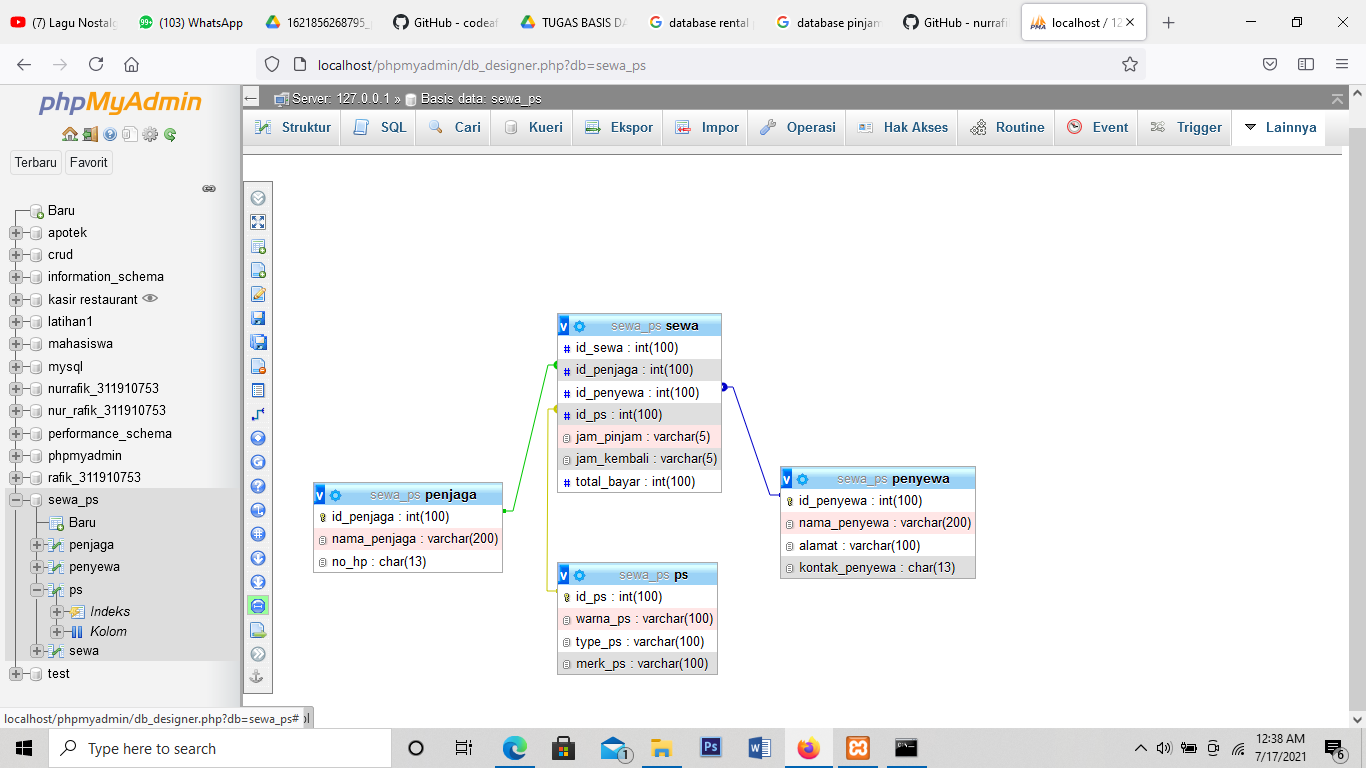 (7) Lagu Nostalg
(103) WhatsApp
1621856268795_
GitHub - codeaf
TUGAS BASIS DA
database rental
database pinjam
GitHub - nurrafi
localhost / 12
localhost/phpmyadmin/db_designer.php?db=sewa_ps
phpMyAdmin
Terbaru
Favorit
Baru
apotek
crud
information_schema
kasir restaurant
latihan1
mahasiswa
mysql
nurrafik_311910753
nur_rafik_311910753
performance_schema
phpmyadmin
rafik_311910753
sewa_ps
Baru
penjaga
penyewa
ps
Indeks
Kolom
sewa
test
localhost/phpmyadmin/db_designer.php?db=sewa_ps#
Server: 127.0.0.1 » Basis data: sewa_ps
Struktur
SQL
Cari
Kueri
Ekspor
Impor
Operasi
Hak Akses
Routine
Event
Trigger
Lainnya
v sewa_ps sewa
# id_sewa : int(100)
# id_penjaga : int(100)
# id_penyewa : int(100)
# id_ps : int(100)
jam_pinjam : varchar(5)
jam_kembali : varchar(5)
# total_bayar : int(100)
v sewa_ps penjaga
id_penjaga : int(100)
nama_penjaga : varchar(200)
no_hp : char(13)
v sewa_ps penyewa
id_penyewa : int(100)
nama_penyewa : varchar(200)
alamat : varchar(100)
kontak_penyewa : char(13)
v sewa_ps ps
id_ps : int(100)
warna_ps : varchar(100)
type_ps : varchar(100)
merk_ps : varchar(100)
Type here to search
1
Ps
W
12:38 AM
7/17/2021
6